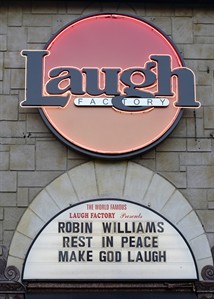 Laugh
FACTORY
THE WORLD FAMOUS
LAUGH FACTORY Presents
ROBIN WILLIAMS
REST IN PEACE
MAKE GOD LAUGH